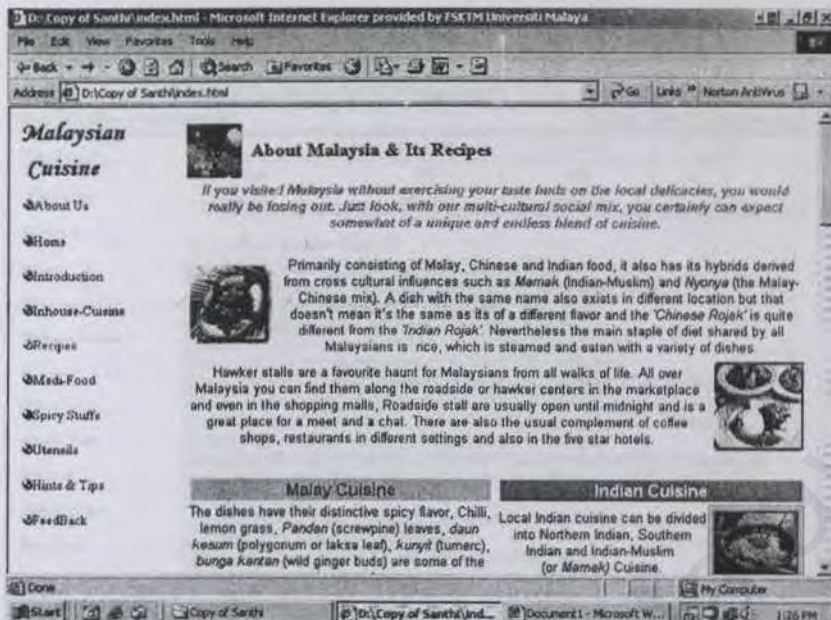 D:\Copy of Santhi\index.html - Microsoft Internet Explorer provided by FSKTM Universiti Malaya
File Edit View Favorites Tools Help
Back Search Favorites
Address D:\Copy of Santhi\index.html Go Links » Norton AntiVirus
Malaysian
Cuisine
About Us
Home
Introduction
Inhouse-Cuisine
Recipes
Medi-Food
Spicy Stuffs
Utensils
Hints & Tips
FeedBack
About Malaysia & Its Recipes
If you visited Malaysia without exercising your taste buds on the local delicacies, you would
really be losing out. Just look, with our multi-cultural social mix, you certainly can expect
somewhat of a unique and endless blend of cuisine.
Primarily consisting of Malay, Chinese and Indian food, it also has its hybrids derived
from cross cultural influences such as Mamak (Indian-Muslim) and Nyonya (the Malay-
Chinese mix). A dish with the same name also exists in different location but that
doesn't mean it's the same as its of a different flavor and the 'Chinese Rojak' is quite
different from the 'Indian Rojak'. Nevertheless the main staple of diet shared by all
Malaysians is rice, which is steamed and eaten with a variety of dishes
Hawker stalls are a favourite haunt for Malaysians from all walks of life. All over
Malaysia you can find them along the roadside or hawker centers in the marketplace
and even in the shopping malls, Roadside stall are usually open until midnight and is a
great place for a meet and a chat. There are also the usual complement of coffee
shops, restaurants in different settings and also in the five star hotels.
Malay Cuisine
The dishes have their distinctive spicy flavor, Chilli,
lemon grass, Pandan (screwpine) leaves, daun
kesum (polygonum or laksa leaf), kunyit (tumerc),
bunga kantan (wild ginger buds) are some of the
Indian Cuisine
Local Indian cuisine can be divided
into Northern Indian, Southern
Indian and Indian-Muslim
(or Mamak) Cuisine.
Done My Computer
Start Copy of Santhi D:\Copy of Santhi\ind... Document1 - Microsoft W... 1:26 PM